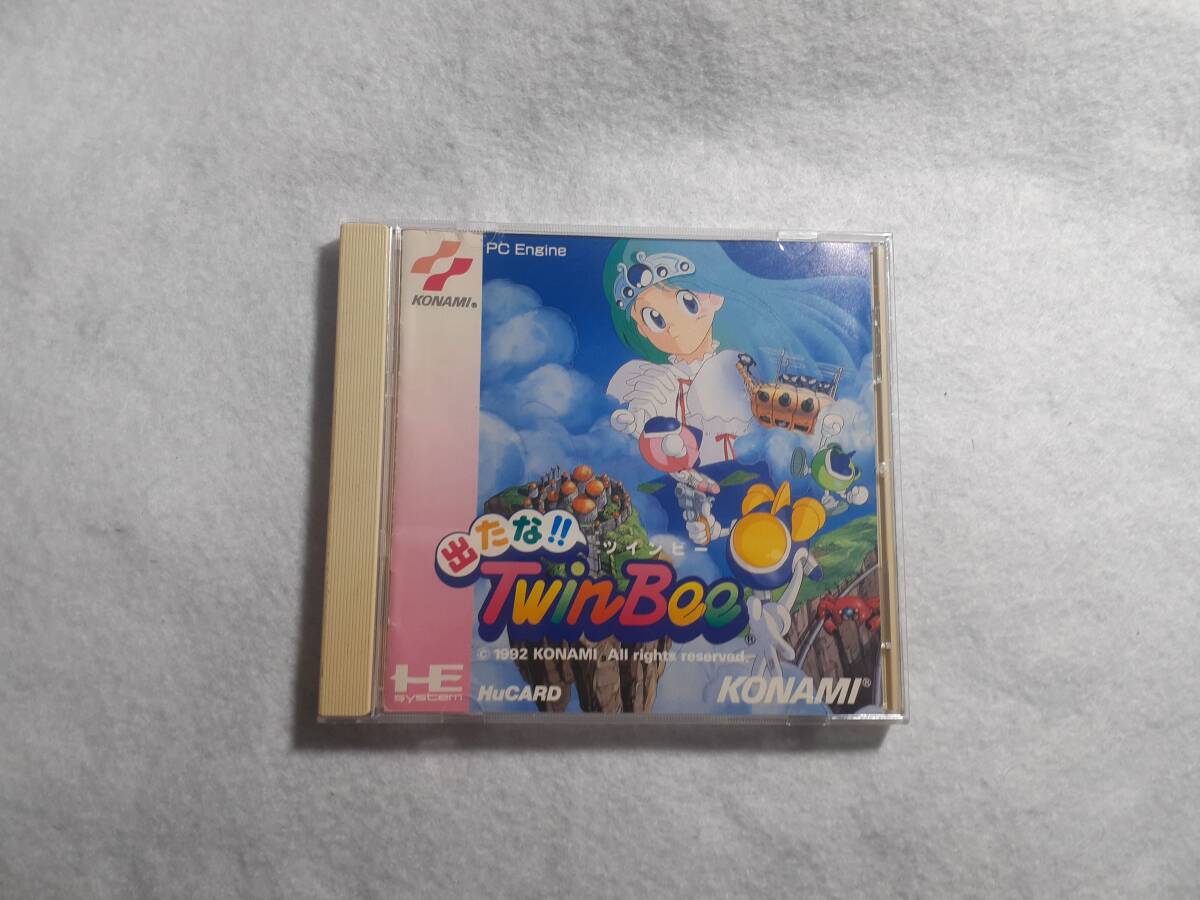 KONAMI®
PC Engine
出たな!!
ツインビー
TwinBee®
© 1992 KONAMI All rights reserved.
HE system
HuCARD
KONAMI®